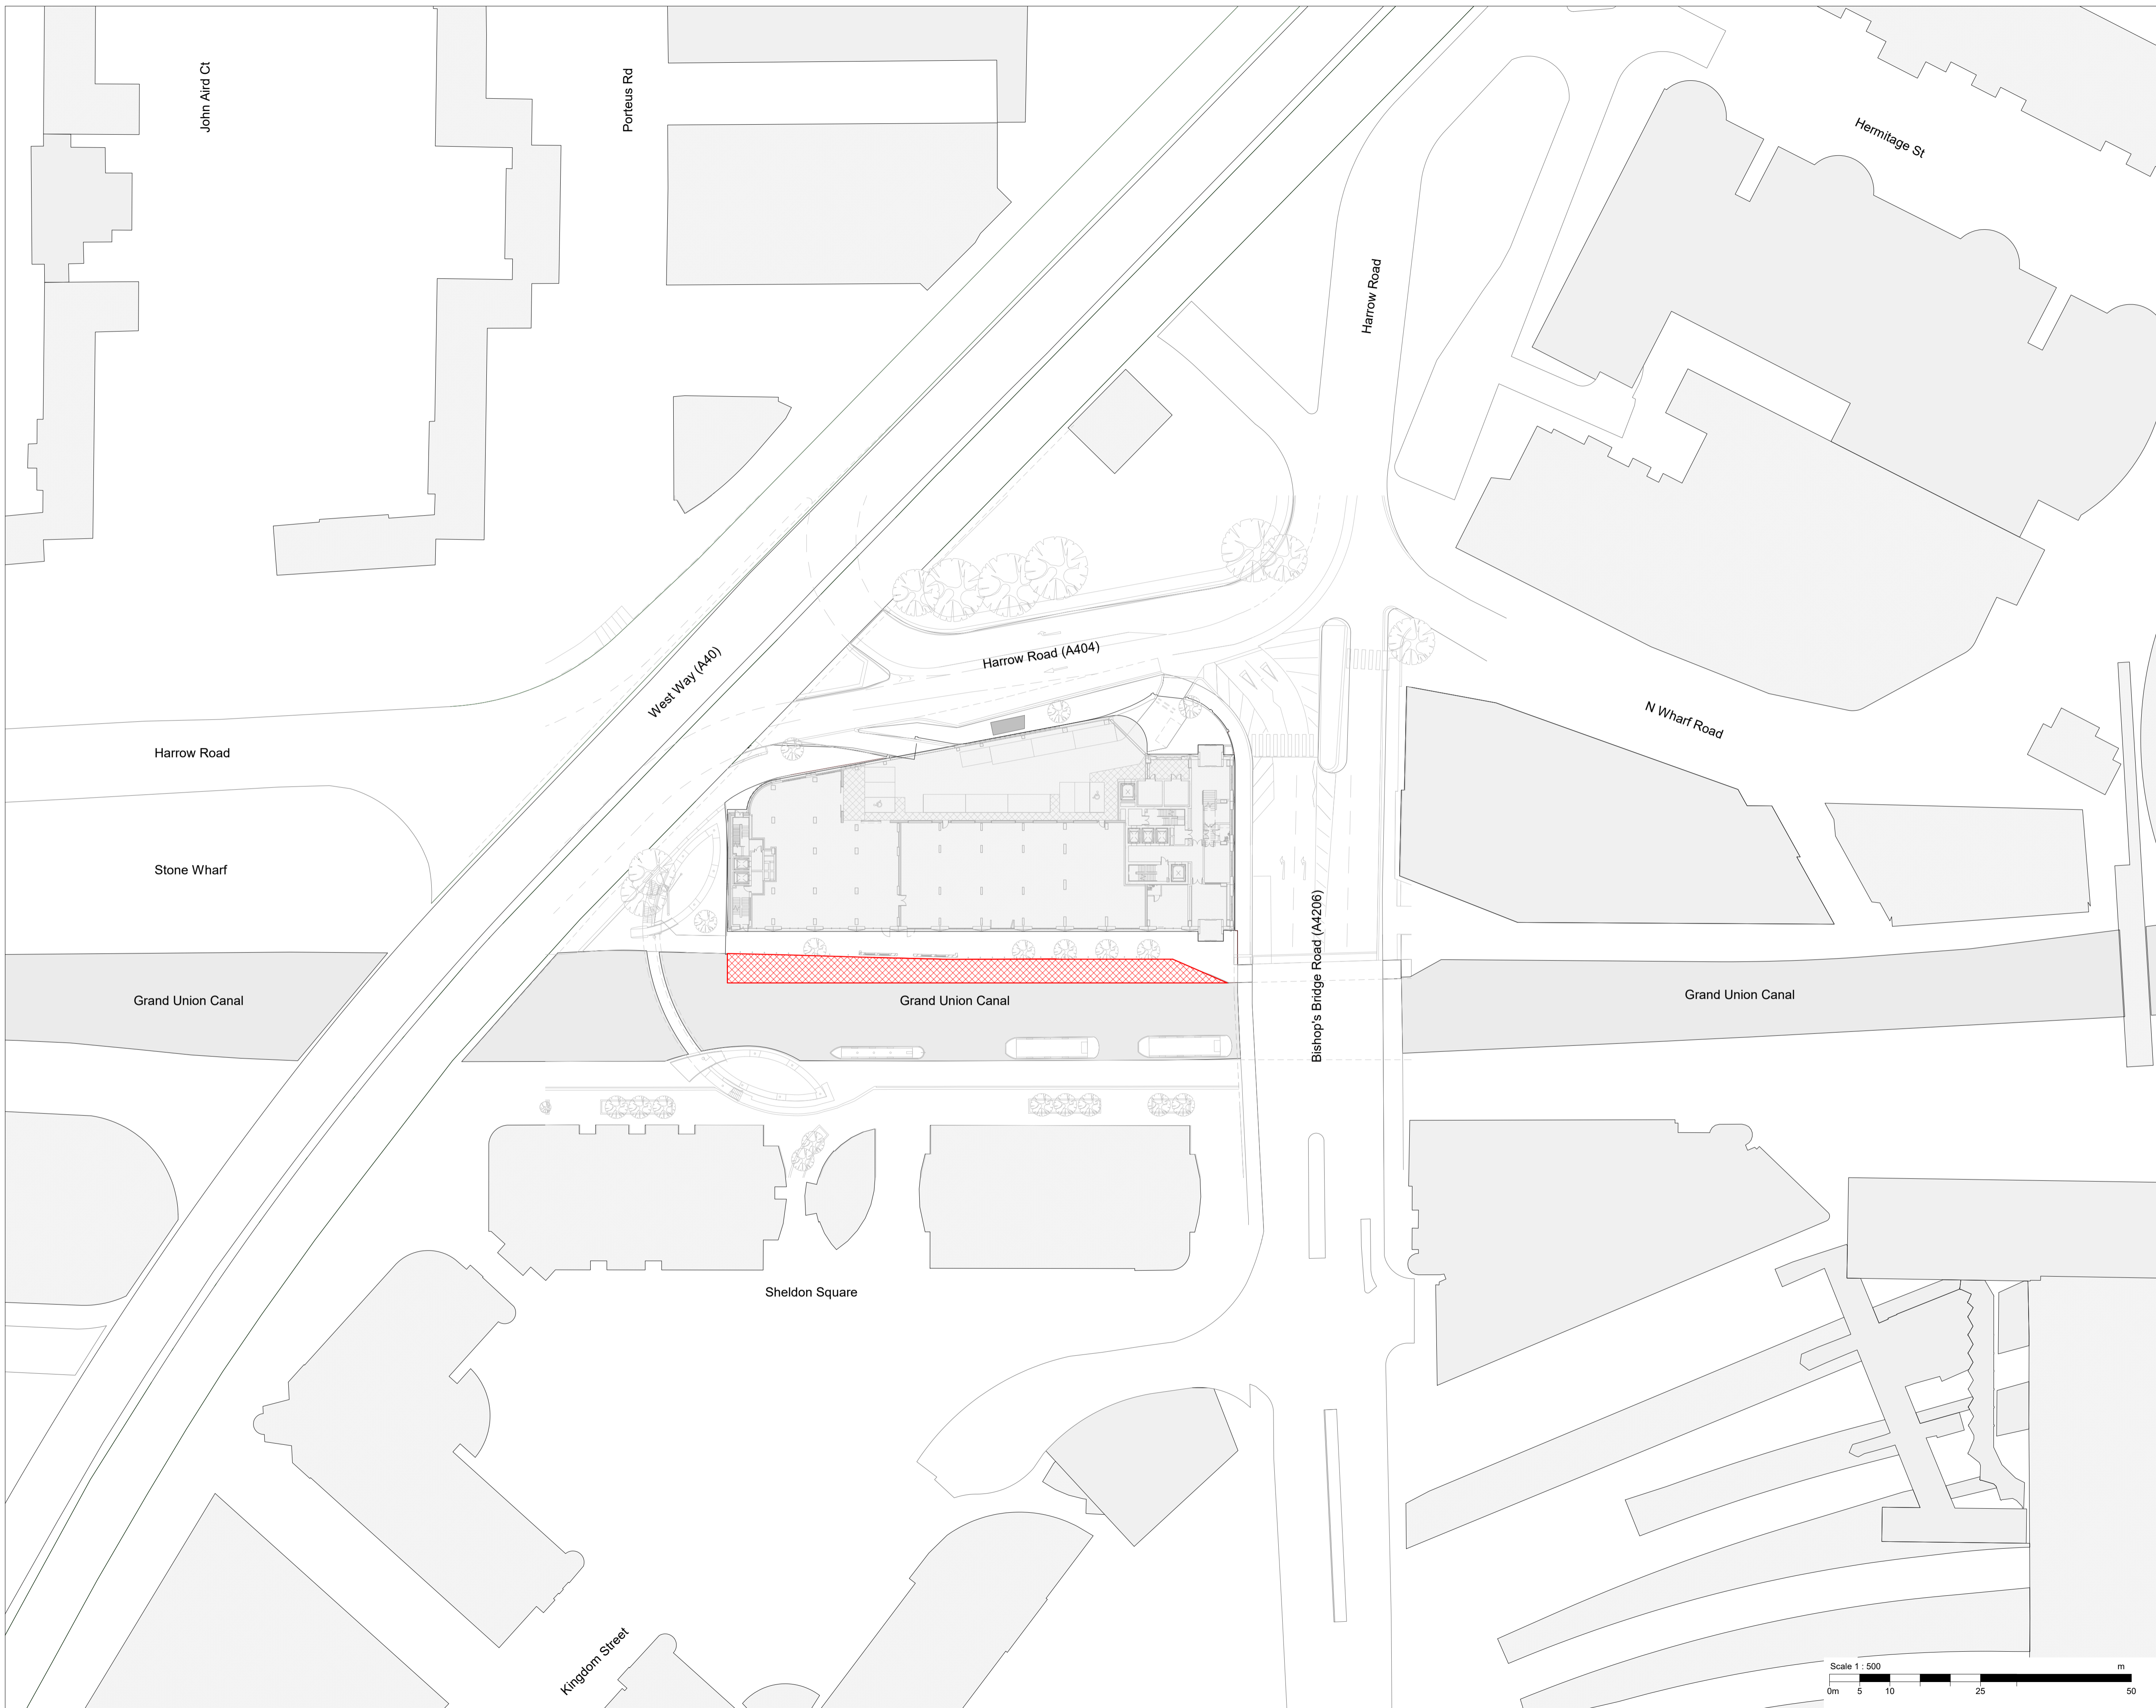 John Aird Ct
Porteus Rd
Hermitage St
Harrow Road
Harrow Road (A404)
West Way (A40)
N Wharf Road
Harrow Road
Stone Wharf
Bishop's Bridge Road (A4206)
Grand Union Canal
Grand Union Canal
Grand Union Canal
Sheldon Square
Kingdom Street
Scale 1 : 500 m
0m 5 10 25 50